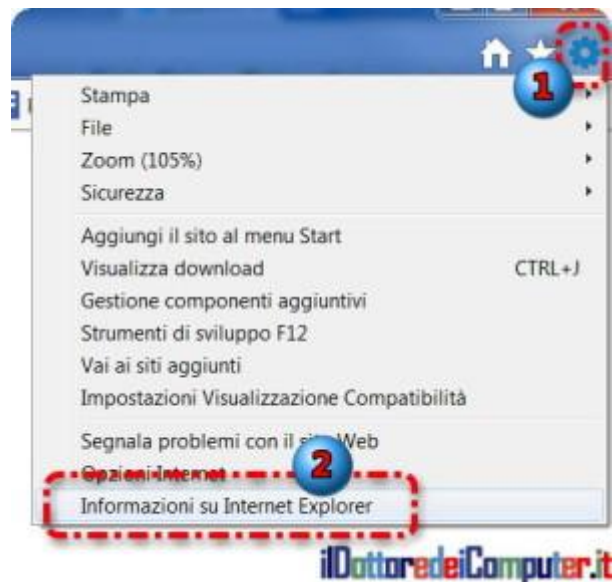 1
Stampa
File
Zoom (105%)
Sicurezza
Aggiungi il sito al menu Start
Visualizza download CTRL+J
Gestione componenti aggiuntivi
Strumenti di sviluppo F12
Vai ai siti aggiunti
Impostazioni Visualizzazione Compatibilità
Segnala problemi con il sito Web
2
Opzioni Internet
Informazioni su Internet Explorer
ilDottoredeiComputer.it